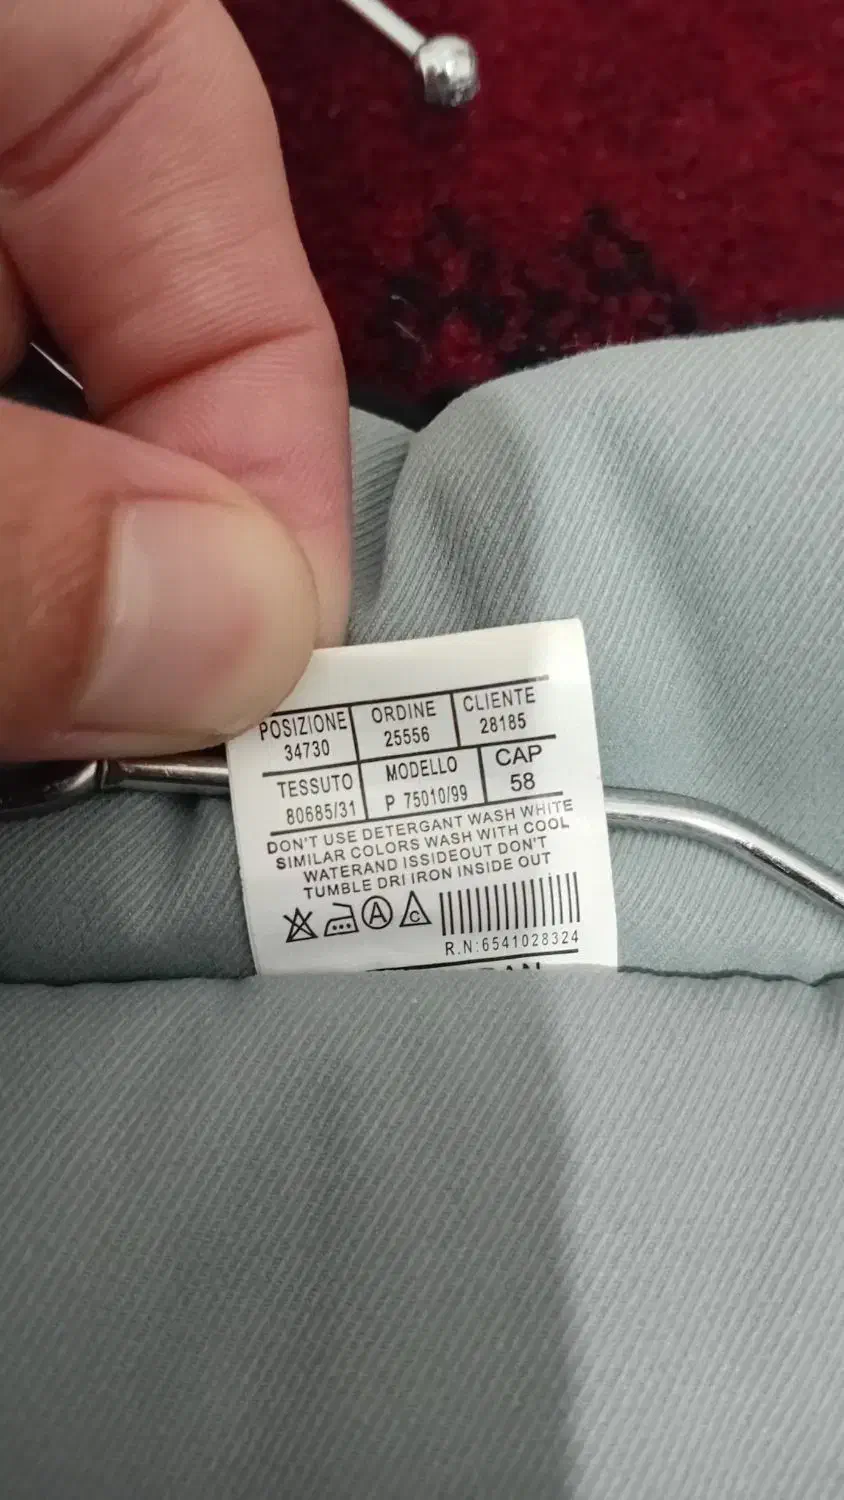 POSIZIONE ORDINE CLIENTE
34730 25556 28185
TESSUTO MODELLO CAP
80685/31 P 75010/99 58
DON'T USE DETERGANT WASH WHITE
SIMILAR COLORS WASH WITH COOL
WATERAND ISSIDEOUT DON'T
TUMBLE DRI IRON INSIDE OUT
A C
R.N:6541028324